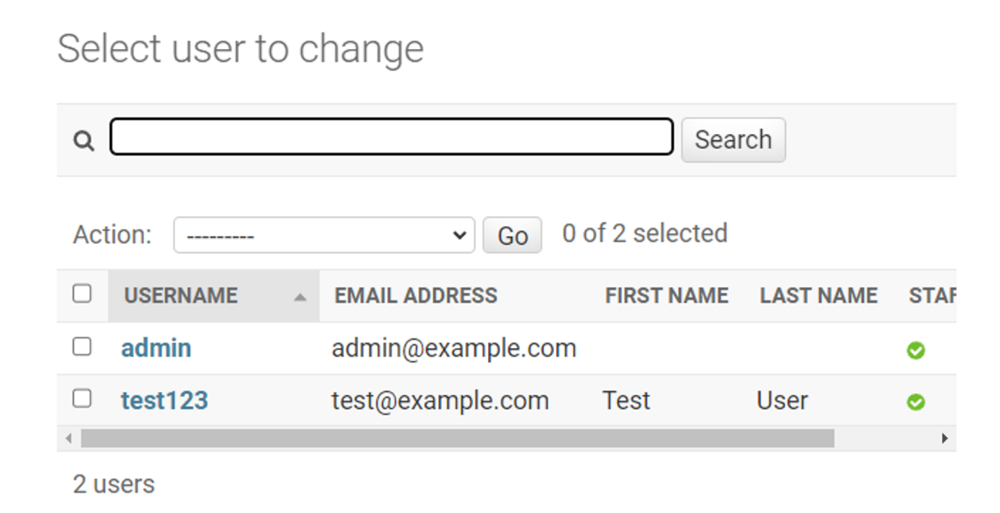 Select user to change
Search
Action: --------- Go 0 of 2 selected
USERNAME EMAIL ADDRESS FIRST NAME LAST NAME STAF
admin admin@example.com
test123 test@example.com Test User
2 users